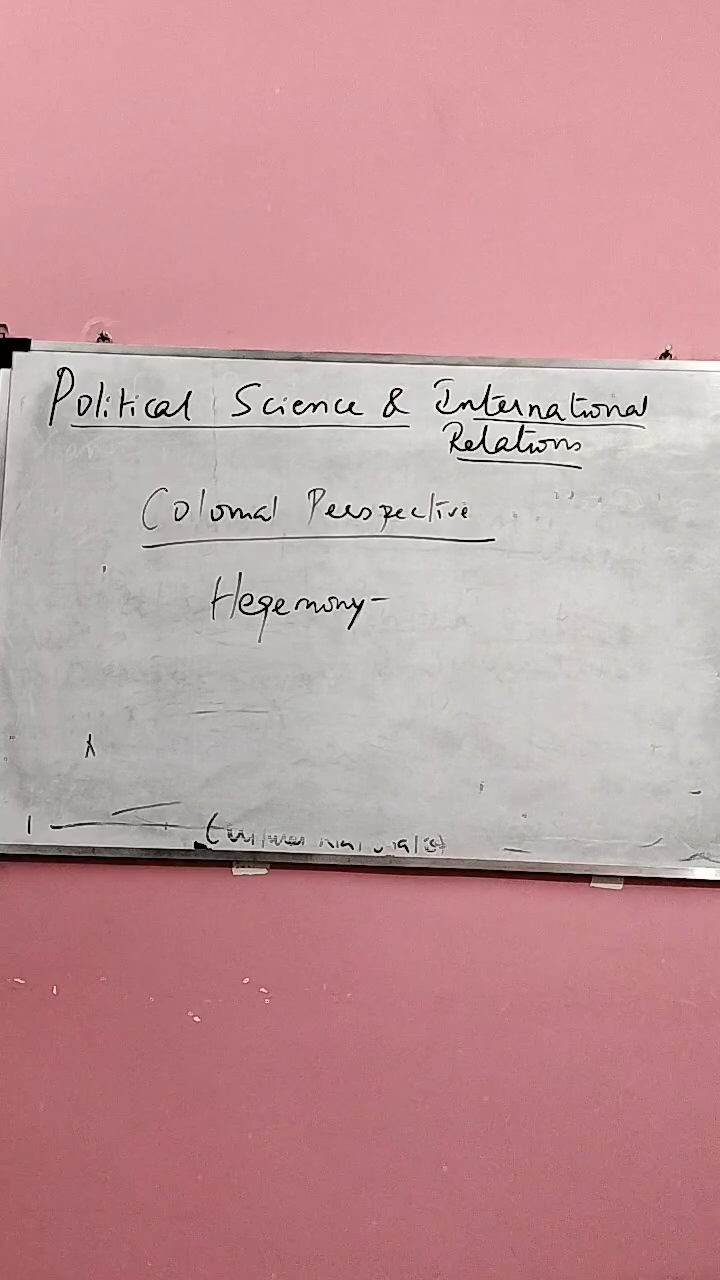 Political Science & International
Relations
Colonial Perspective
Hegemony-